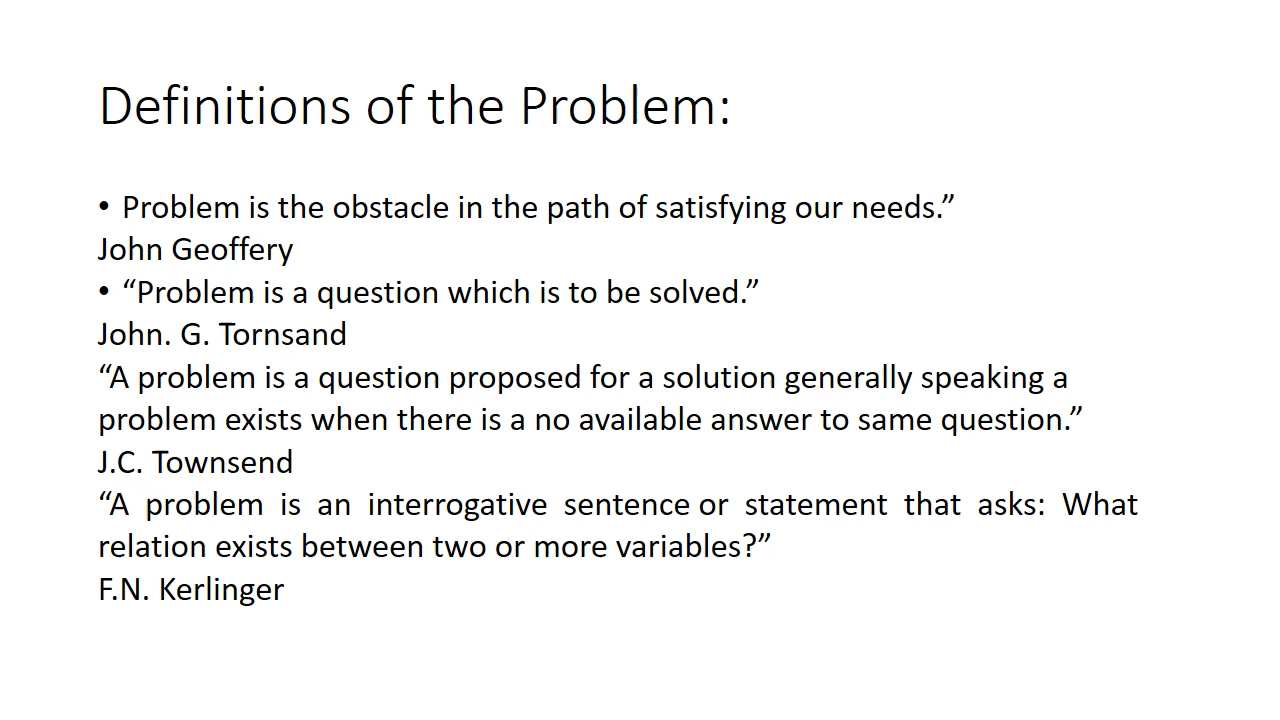 Definitions of the Problem:
• Problem is the obstacle in the path of satisfying our needs.”
John Geoffery
• “Problem is a question which is to be solved.”
John. G. Tornsand
“A problem is a question proposed for a solution generally speaking a
problem exists when there is a no available answer to same question.”
J.C. Townsend
“A problem is an interrogative sentence or statement that asks: What
relation exists between two or more variables?”
F.N. Kerlinger